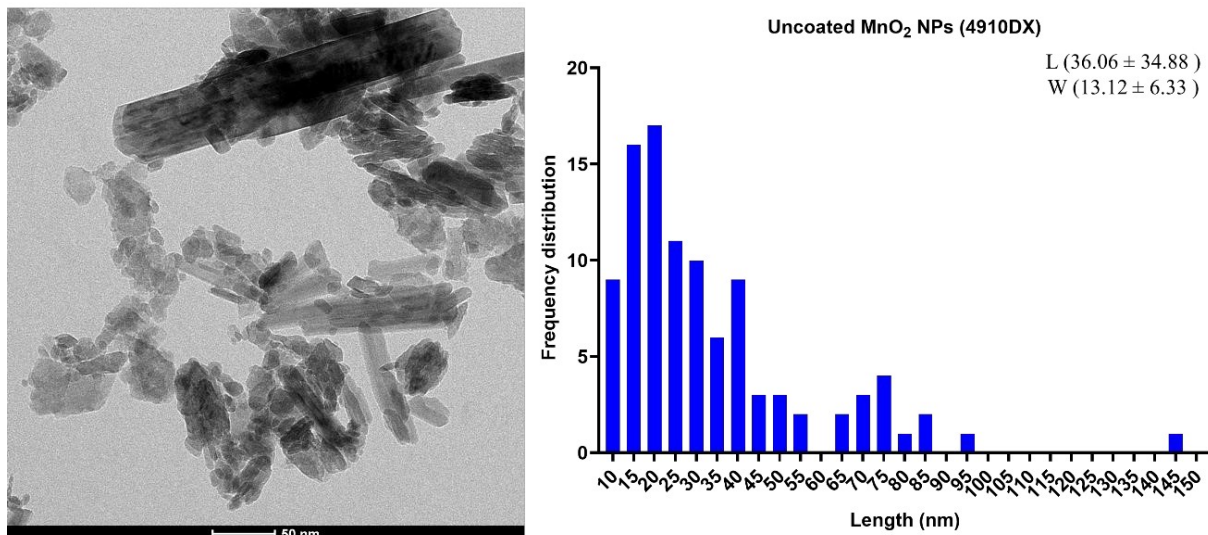 50 nm
Uncoated MnO₂ NPs (4910DX)
L (36.06 ± 34.88 )
W (13.12 ± 6.33 )
Frequency distribution
20
15
10
5
0
10 15 20 25 30 35 40 45 50 55 60 65 70 75 80 85 90 95 100 105 110 115 120 125 130 135 140 145 150
Length (nm)